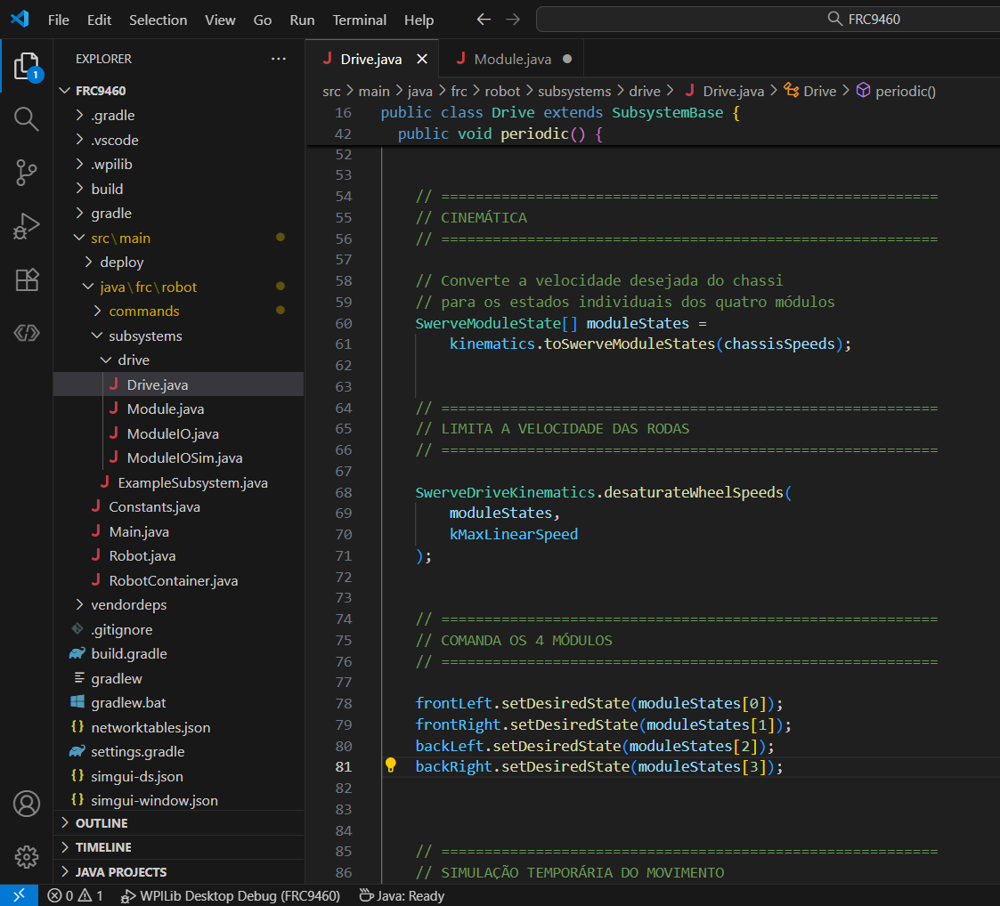 File Edit Selection View Go Run Terminal Help FRC9460
EXPLORER
FRC9460
.gradle
.vscode
.wpilib
build
gradle
src\main
deploy
java\frc\robot
commands
subsystems
drive
Drive.java
Module.java
ModuleIO.java
ModuleIOSim.java
ExampleSubsystem.java
Constants.java
Main.java
Robot.java
RobotContainer.java
vendordeps
.gitignore
build.gradle
gradlew
gradlew.bat
networktables.json
settings.gradle
simgui-ds.json
simgui-window.json
OUTLINE
TIMELINE
JAVA PROJECTS
1
Drive.java Module.java
src > main > java > frc > robot > subsystems > drive > Drive.java > Drive > periodic()
16 public class Drive extends SubsystemBase {
42 public void periodic() {
52
53
54 // ==========================================================
55 // CINEMÁTICA
56 // ==========================================================
57
58 // Converte a velocidade desejada do chassi
59 // para os estados individuais dos quatro módulos
60 SwerveModuleState[] moduleStates =
61 kinematics.toSwerveModuleStates(chassisSpeeds);
62
63
64 // ==========================================================
65 // LIMITA A VELOCIDADE DAS RODAS
66 // ==========================================================
67
68 SwerveDriveKinematics.desaturateWheelSpeeds(
69 moduleStates,
70 kMaxLinearSpeed
71 );
72
73
74 // ==========================================================
75 // COMANDA OS 4 MÓDULOS
76 // ==========================================================
77
78 frontLeft.setDesiredState(moduleStates[0]);
79 frontRight.setDesiredState(moduleStates[1]);
80 backLeft.setDesiredState(moduleStates[2]);
81 backRight.setDesiredState(moduleStates[3]);
82
83
84
85 // ==========================================================
86 // SIMULAÇÃO TEMPORÁRIA DO MOVIMENTO
0 1 WPILib Desktop Debug (FRC9460) Java: Ready